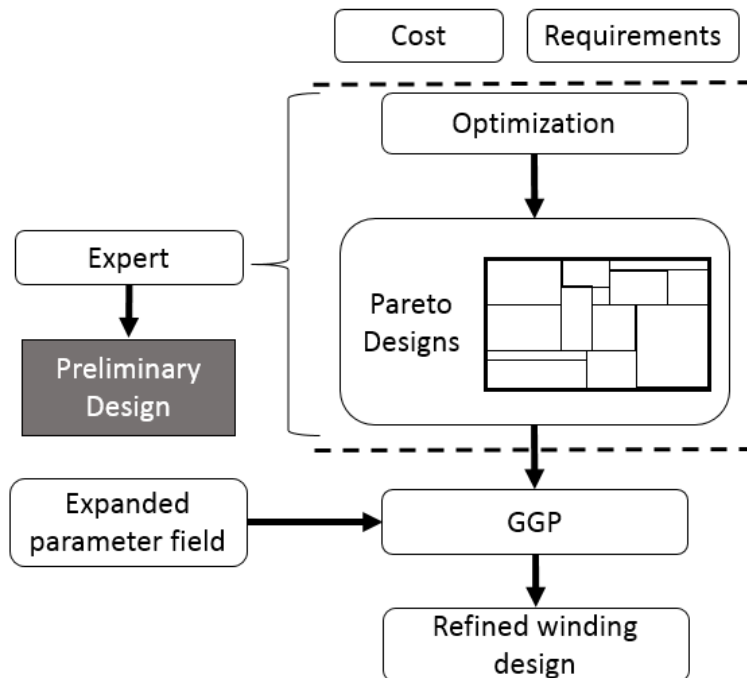 Cost
Requirements
Optimization
Expert
Pareto
Designs
Preliminary
Design
Expanded
parameter field
GGP
Refined winding
design